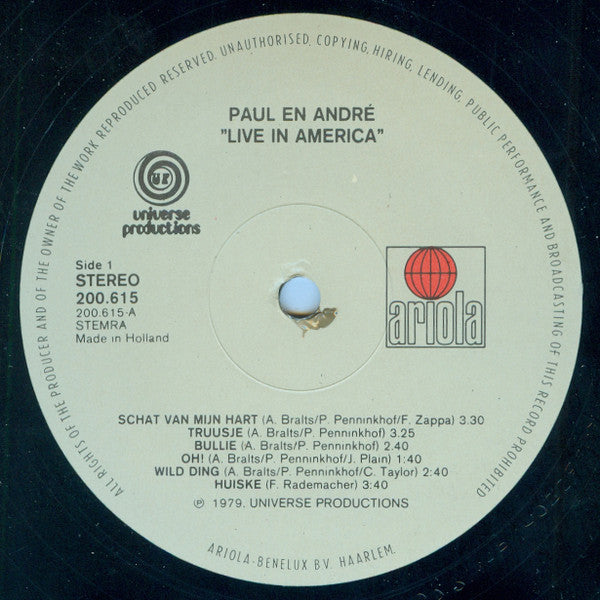 ALL RIGHTS OF THE PRODUCER AND OF THE OWNER OF THE WORK REPRODUCED RESERVED. UNAUTHORISED, COPYING, HIRING, LENDING, PUBLIC PERFORMANCE AND BROADCASTING OF THIS RECORD PROHIBITED
PAUL EN ANDRÉ
"LIVE IN AMERICA"
universe
productions
Side 1
STEREO
200.615
200.615-A
STEMRA
Made in Holland
ariola
SCHAT VAN MIJN HART (A. Bralts/P. Penninkhof/F. Zappa) 3.30
TRUUSJE (A. Bralts/P. Penninkhof) 3.25
BULLIE (A. Bralts/P. Penninkhof) 2.40
OH! (A. Bralts/P. Penninkhof/J. Plain) 1:40
WILD DING (A. Bralts/P. Penninkhof/C. Taylor) 2:40
HUISKE (F. Rademacher) 3:40
℗ 1979. UNIVERSE PRODUCTIONS
ARIOLA-BENELUX B.V. HAARLEM.